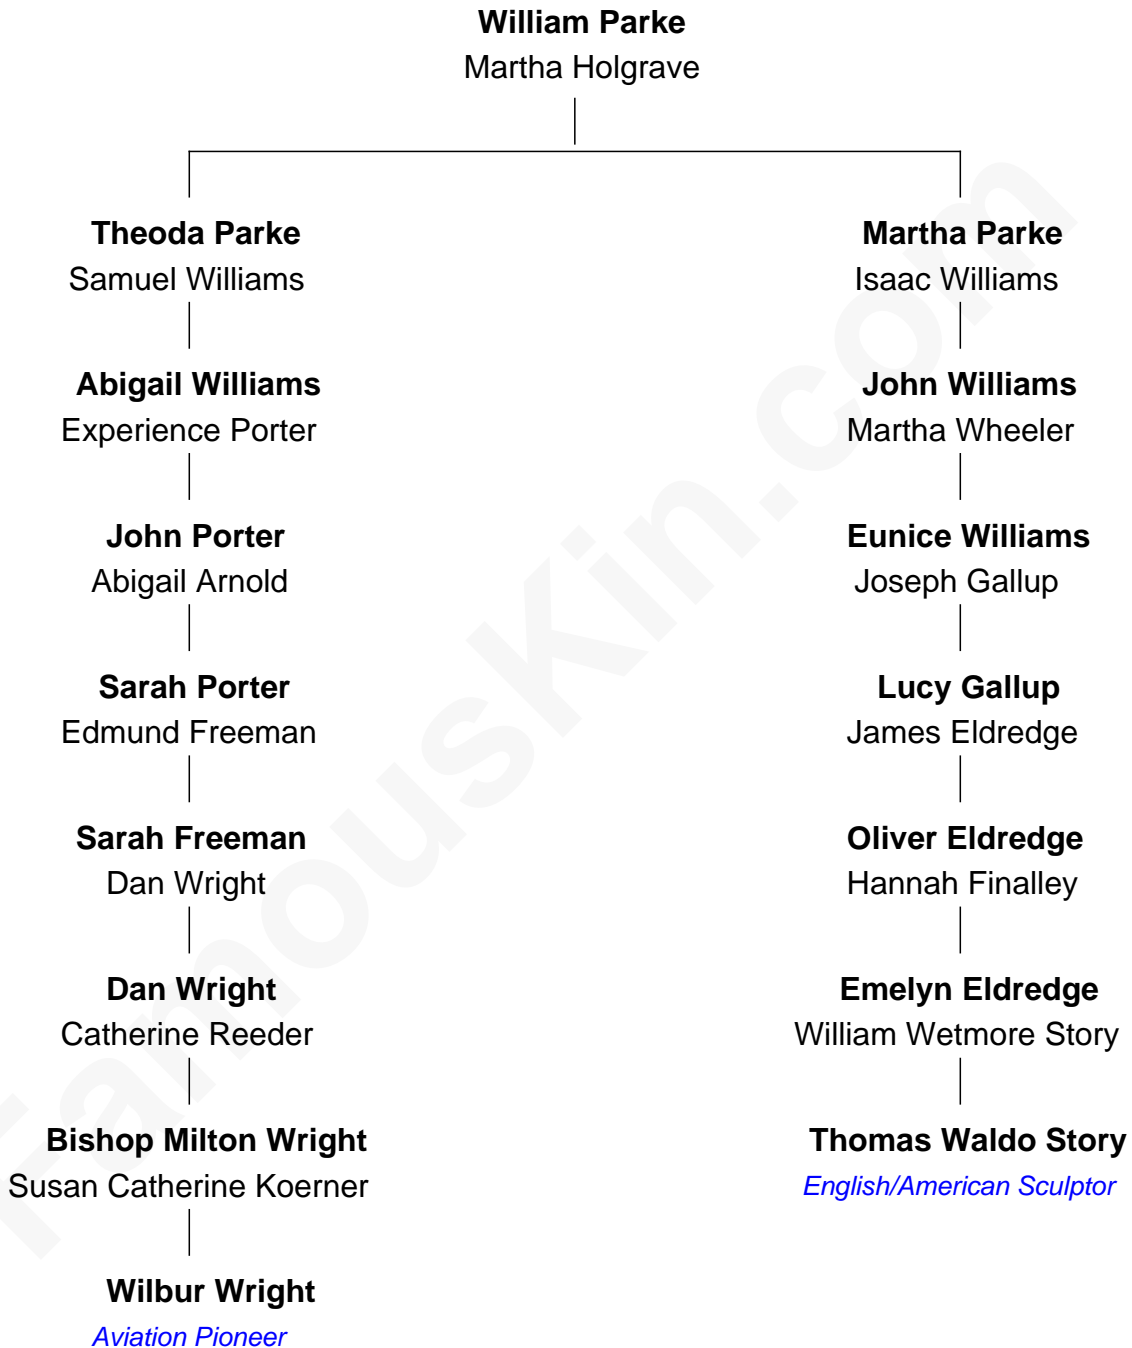 William Parke
Martha Holgrave
Theoda Parke
Samuel Williams
Martha Parke
Isaac Williams
Abigail Williams
Experience Porter
John Williams
Martha Wheeler
John Porter
Abigail Arnold
Eunice Williams
Joseph Gallup
Sarah Porter
Edmund Freeman
Lucy Gallup
James Eldredge
Sarah Freeman
Dan Wright
Oliver Eldredge
Hannah Finalley
Dan Wright
Catherine Reeder
Emelyn Eldredge
William Wetmore Story
Bishop Milton Wright
Susan Catherine Koerner
Thomas Waldo Story
English/American Sculptor
Wilbur Wright
Aviation Pioneer
FamousKin.com